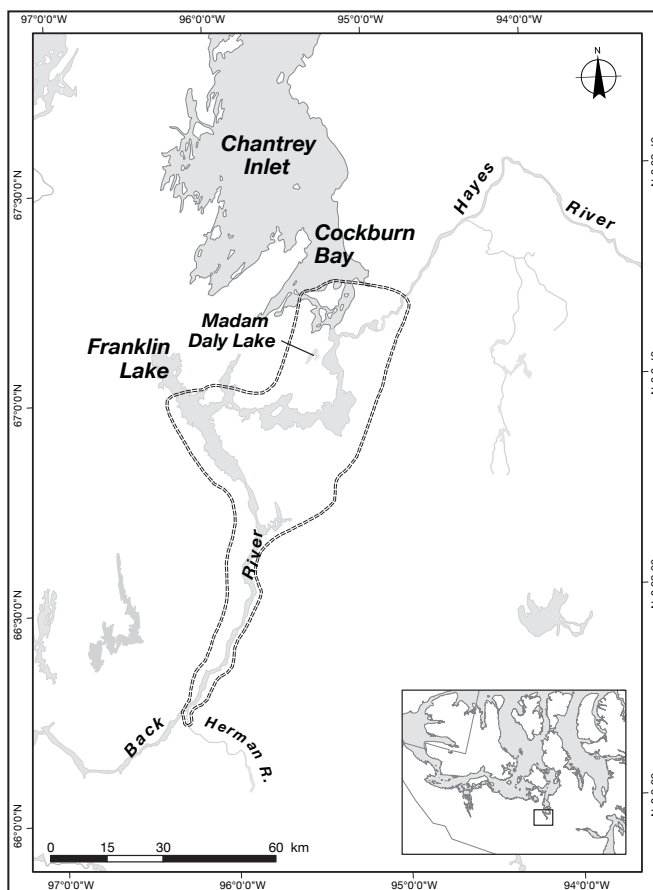 97°0'0"W 96°0'0"W 95°0'0"W 94°0'0"W
N
Chantrey
Inlet
67°30'0"N
Hayes
River
Cockburn
Bay
Madam
Daly Lake
Franklin
Lake
67°0'0"N
River
66°30'0"N
Back
Herman R.
66°0'0"N
0 15 30 60 km
97°0'0"W 96°0'0"W 95°0'0"W 94°0'0"W